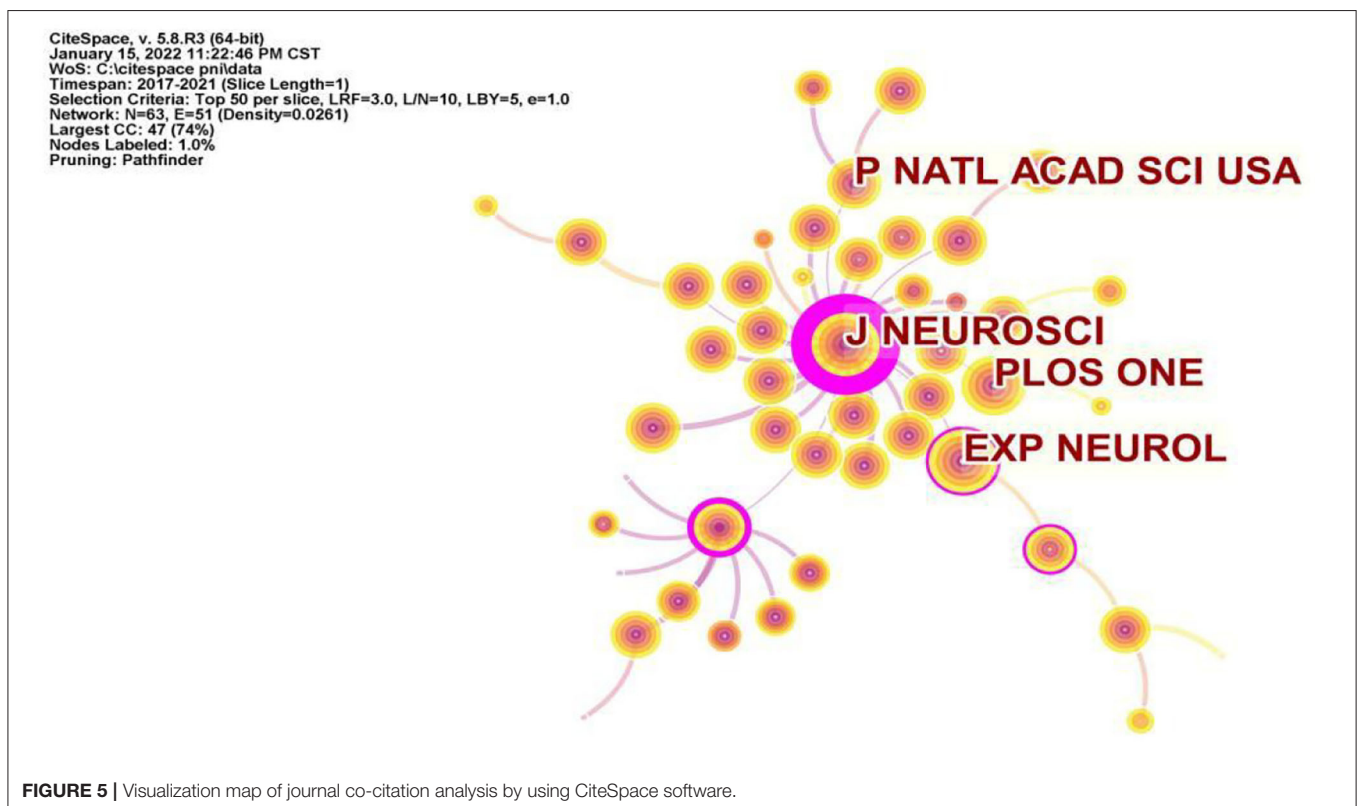 CiteSpace, v. 5.8.R3 (64-bit)
January 15, 2022 11:22:46 PM CST
WoS: C:\citespace pni\data
Timespan: 2017-2021 (Slice Length=1)
Selection Criteria: Top 50 per slice, LRF=3.0, L/N=10, LBY=5, e=1.0
Network: N=63, E=51 (Density=0.0261)
Largest CC: 47 (74%)
Nodes Labeled: 1.0%
Pruning: Pathfinder
P NATL ACAD SCI USA
J NEUROSCI
PLOS ONE
EXP NEUROL
FIGURE 5 | Visualization map of journal co-citation analysis by using CiteSpace software.